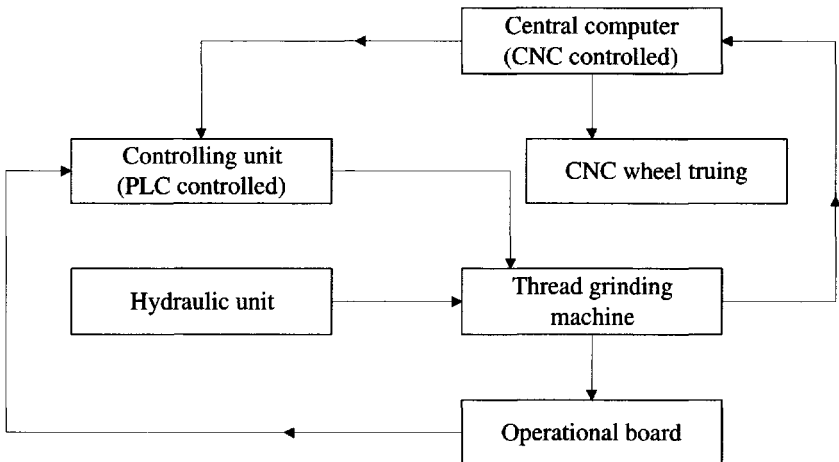 Central computer
(CNC controlled)
Controlling unit
(PLC controlled)
CNC wheel truing
Hydraulic unit
Thread grinding
machine
Operational board